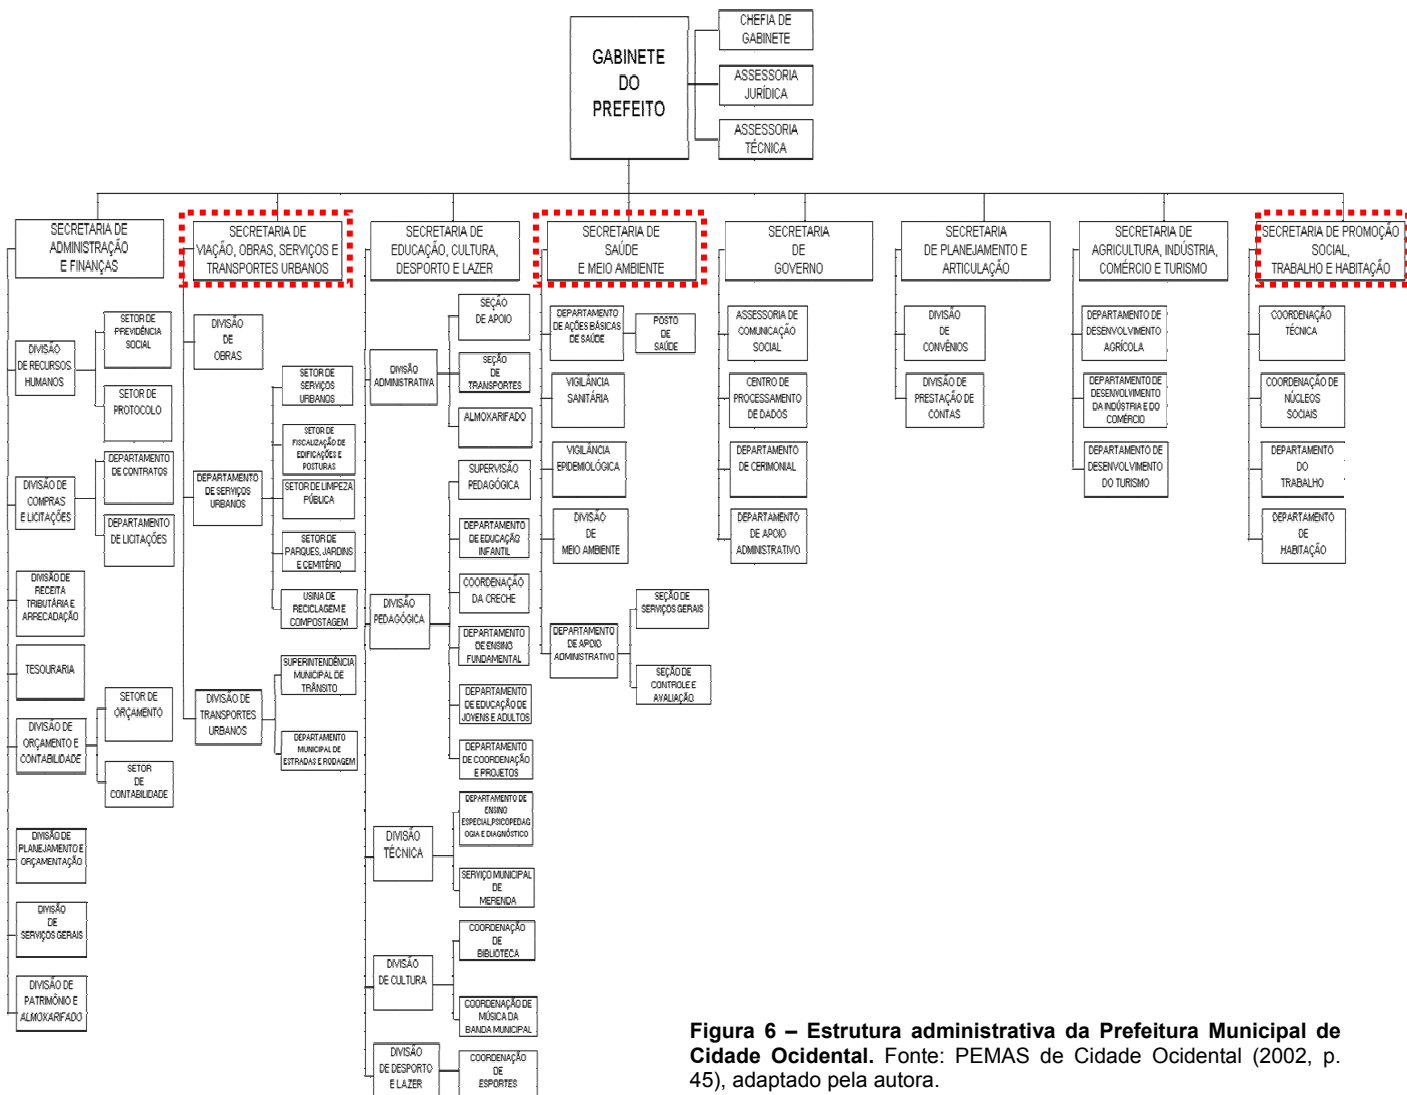 GABINETE
DO
PREFEITO
CHEFIA DE
GABINETE
ASSESSORIA
JURÍDICA
ASSESSORIA
TÉCNICA
SECRETARIA DE
ADMINISTRAÇÃO
E FINANÇAS
DIVISÃO
DE RECURSOS
HUMANOS
SETOR DE
PREVIDÊNCIA
SOCIAL
SETOR DE
PROTOCOLO
DIVISÃO DE
COMPRAS
E LICITAÇÕES
DEPARTAMENTO
DE CONTRATOS
DEPARTAMENTO
DE LICITAÇÕES
DIVISÃO DE
RECEITA
TRIBUTÁRIA E
ARRECADAÇÃO
TESOURARIA
DIVISÃO DE
ORÇAMENTO E
CONTABILIDADE
SETOR DE
ORÇAMENTO
SETOR
DE
CONTABILIDADE
DIVISÃO DE
PLANEJAMENTO E
ORÇAMENTAÇÃO
DIVISÃO
DE
SERVIÇOS GERAIS
DIVISÃO DE
PATRIMÔNIO E
ALMOXARIFADO
SECRETARIA DE
VIAÇÃO, OBRAS, SERVIÇOS E
TRANSPORTES URBANOS
DIVISÃO
DE
OBRAS
DEPARTAMENTO
DE SERVIÇOS
URBANOS
SETOR DE
SERVIÇOS
URBANOS
SETOR DE
FISCALIZAÇÃO DE
EDIFICAÇÕES E
POSTURAS
SETOR DE LIMPEZA
PÚBLICA
SETOR DE
PARQUES, JARDINS
E CEMITÉRIO
USINA DE
RECICLAGEM E
COMPOSTAGEM
DIVISÃO DE
TRANSPORTES
URBANOS
SUPERINTENDÊNCIA
MUNICIPAL DE
TRÂNSITO
DEPARTAMENTO
MUNICIPAL DE
ESTRADAS E RODAGEM
SECRETARIA DE
EDUCAÇÃO, CULTURA,
DESPORTO E LAZER
DIVISÃO
ADMINISTRATIVA
SEÇÃO
DE APOIO
SEÇÃO
DE
TRANSPORTES
ALMOXARIFADO
DIVISÃO
PEDAGÓGICA
SUPERVISÃO
PEDAGÓGICA
DEPARTAMENTO
DE EDUCAÇÃO
INFANTIL
COORDENAÇÃO
DA CRECHE
DEPARTAMENTO
DE ENSINO
FUNDAMENTAL
DEPARTAMENTO
DE EDUCAÇÃO DE
JOVENS E ADULTOS
DEPARTAMENTO
DE COORDENAÇÃO
E PROJETOS
DIVISÃO
TÉCNICA
DEPARTAMENTO DE
ENSINO
ESPECIAL,PSICOPEDAG
OGIA E DIAGNÓSTICO
SERVIÇO MUNICIPAL
DE
MERENDA
DIVISÃO
DE CULTURA
COORDENAÇÃO
DE
BIBLIOTECA
COORDENAÇÃO DE
MÚSICA DA
BANDA MUNICIPAL
DIVISÃO
DE DESPORTO
E LAZER
COORDENAÇÃO
DE
ESPORTES
SECRETARIA DE
SAÚDE
E MEIO AMBIENTE
DEPARTAMENTO
DE AÇÕES BÁSICAS
DE SAÚDE
POSTO
DE
SAÚDE
VIGILÂNCIA
SANITÁRIA
VIGILÂNCIA
EPIDEMIOLÓGICA
DIVISÃO
DE
MEIO AMBIENTE
DEPARTAMENTO
DE APOIO
ADMINISTRATIVO
SEÇÃO DE
SERVIÇOS GERAIS
SEÇÃO DE
CONTROLE E
AVALIAÇÃO
SECRETARIA
DE
GOVERNO
ASSESSORIA DE
COMUNICAÇÃO
SOCIAL
CENTRO DE
PROCESSAMENTO
DE DADOS
DEPARTAMENTO
DE CERIMONIAL
DEPARTAMENTO
DE APOIO
ADMINISTRATIVO
SECRETARIA
DE PLANEJAMENTO E
ARTICULAÇÃO
DIVISÃO
DE
CONVÊNIOS
DIVISÃO DE
PRESTAÇÃO DE
CONTAS
SECRETARIA DE
AGRICULTURA, INDÚSTRIA,
COMÉRCIO E TURISMO
DEPARTAMENTO DE
DESENVOLVIMENTO
AGRÍCOLA
DEPARTAMENTO DE
DESENVOLVIMENTO
DA INDÚSTRIA E DO
COMÉRCIO
DEPARTAMENTO DE
DESENVOLVIMENTO
DO TURISMO
SECRETARIA DE PROMOÇÃO
SOCIAL,
TRABALHO E HABITAÇÃO
COORDENAÇÃO
TÉCNICA
COORDENAÇÃO DE
NÚCLEOS
SOCIAIS
DEPARTAMENTO
DO
TRABALHO
DEPARTAMENTO
DE
HABITAÇÃO
Figura 6 – Estrutura administrativa da Prefeitura Municipal de
Cidade Ocidental. Fonte: PEMAS de Cidade Ocidental (2002, p.
45), adaptado pela autora.